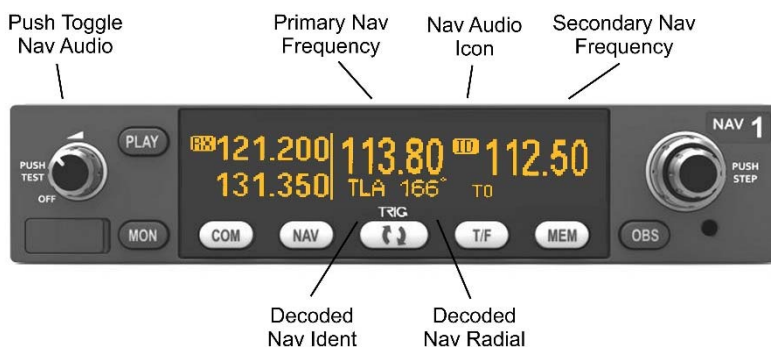 Push Toggle
Nav Audio
Primary Nav
Frequency
Nav Audio
Icon
Secondary Nav
Frequency
NAV 1
PUSH
TEST
OFF
PLAY
RX 121.200
113.80
ID 112.50
131.350
TLA 166°
TO
PUSH
STEP
TRIG
MON
COM
NAV
T/F
MEM
OBS
Decoded
Nav Ident
Decoded
Nav Radial